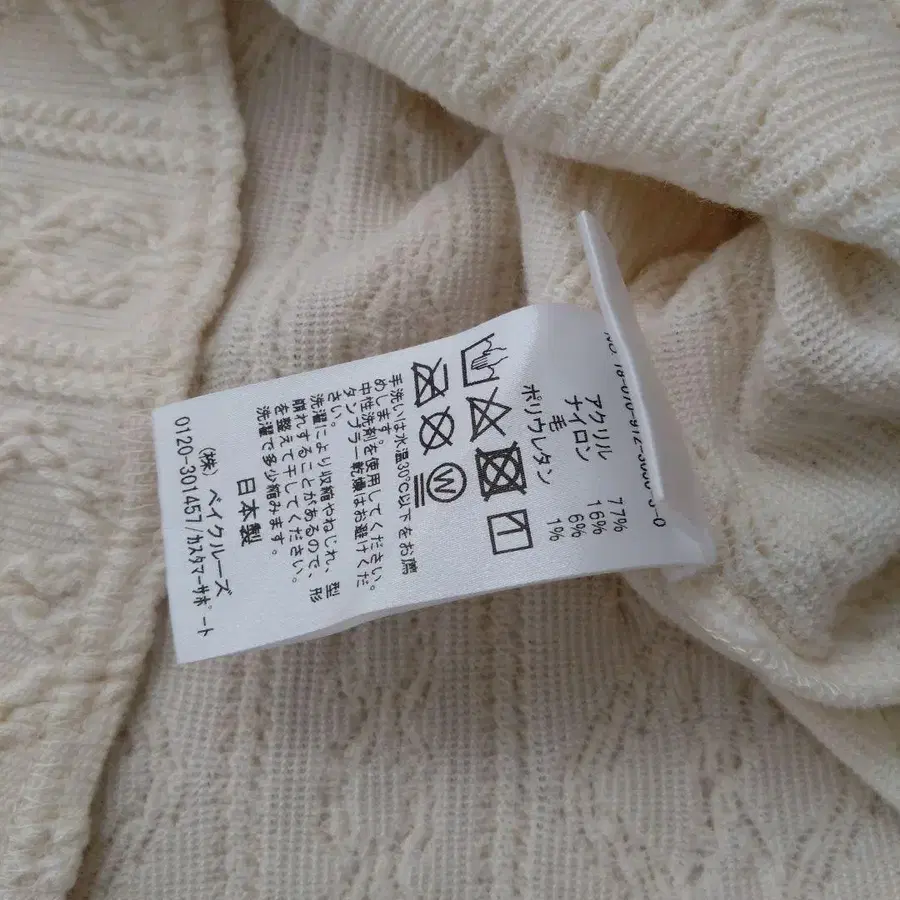 アクリル 77%
ナイロン 16%
毛 6%
ポリウレタン 1%
手洗いは水温30℃以下をお薦
めします。
中性洗剤を使用してください。
タンブラー乾燥はお避けくだ
さい。
洗濯により収縮やねじれ、型
崩れすることがあるので、形
を整えて干してください。
洗濯で多少縮みます。
日本製
(株) ベイクルーズ
0120-301457/カスタマーサポート